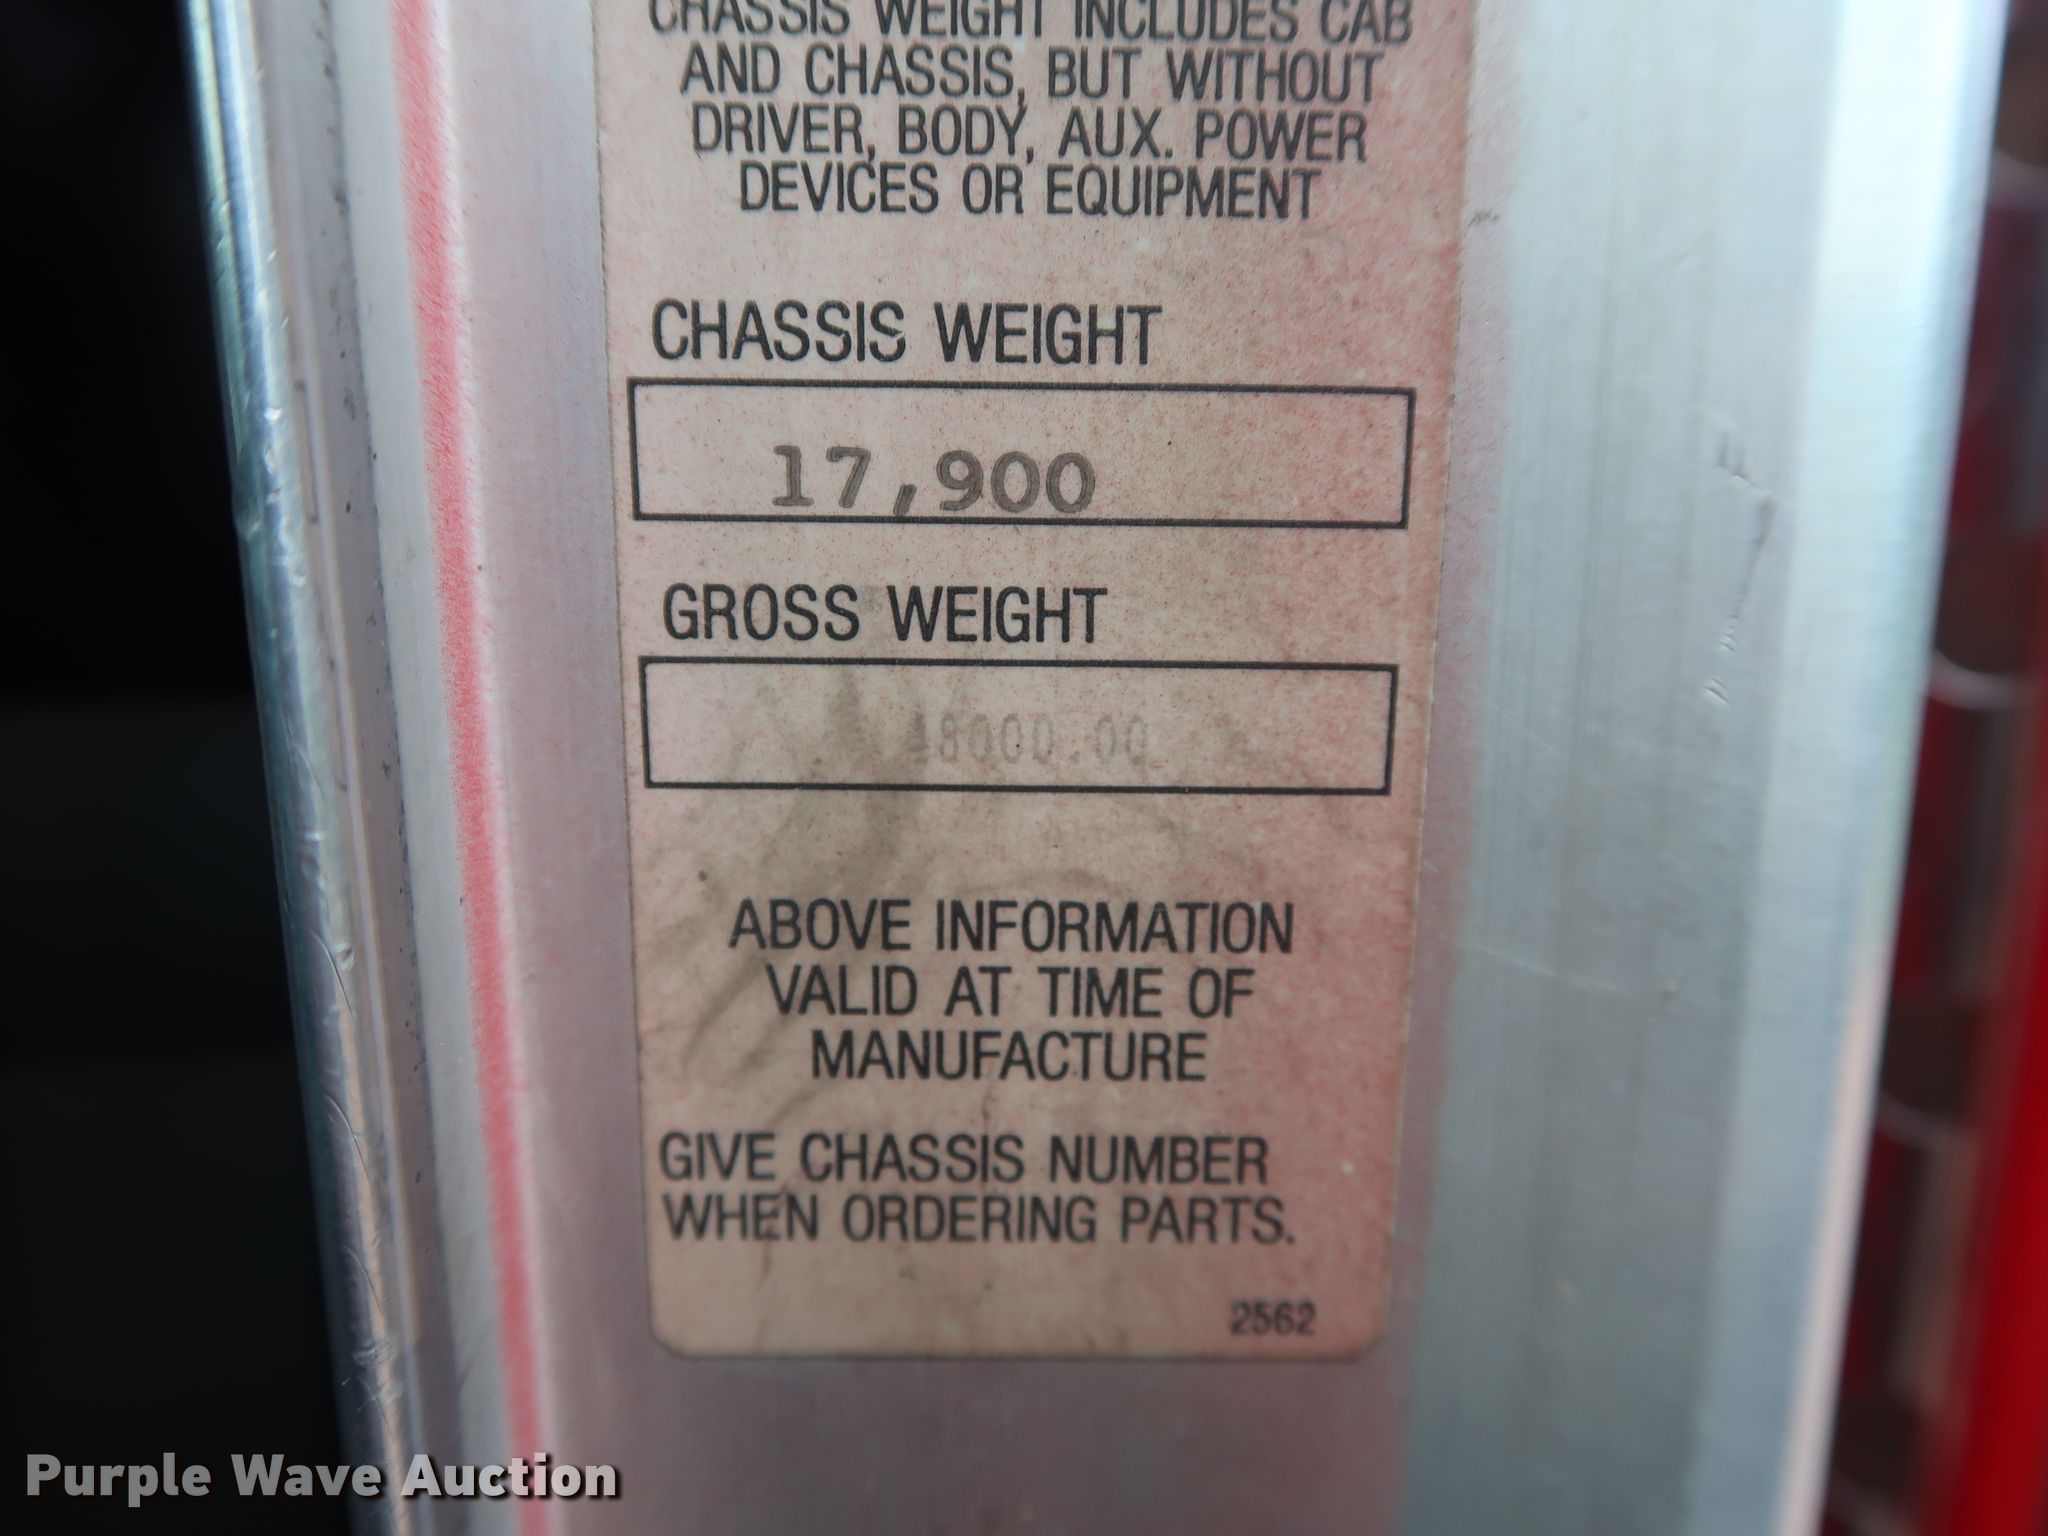 CHASSIS WEIGHT INCLUDES CAB
AND CHASSIS, BUT WITHOUT
DRIVER, BODY, AUX. POWER
DEVICES OR EQUIPMENT
CHASSIS WEIGHT
17,900
GROSS WEIGHT
48000.00
ABOVE INFORMATION
VALID AT TIME OF
MANUFACTURE
GIVE CHASSIS NUMBER
WHEN ORDERING PARTS.
2562
Purple Wave Auction